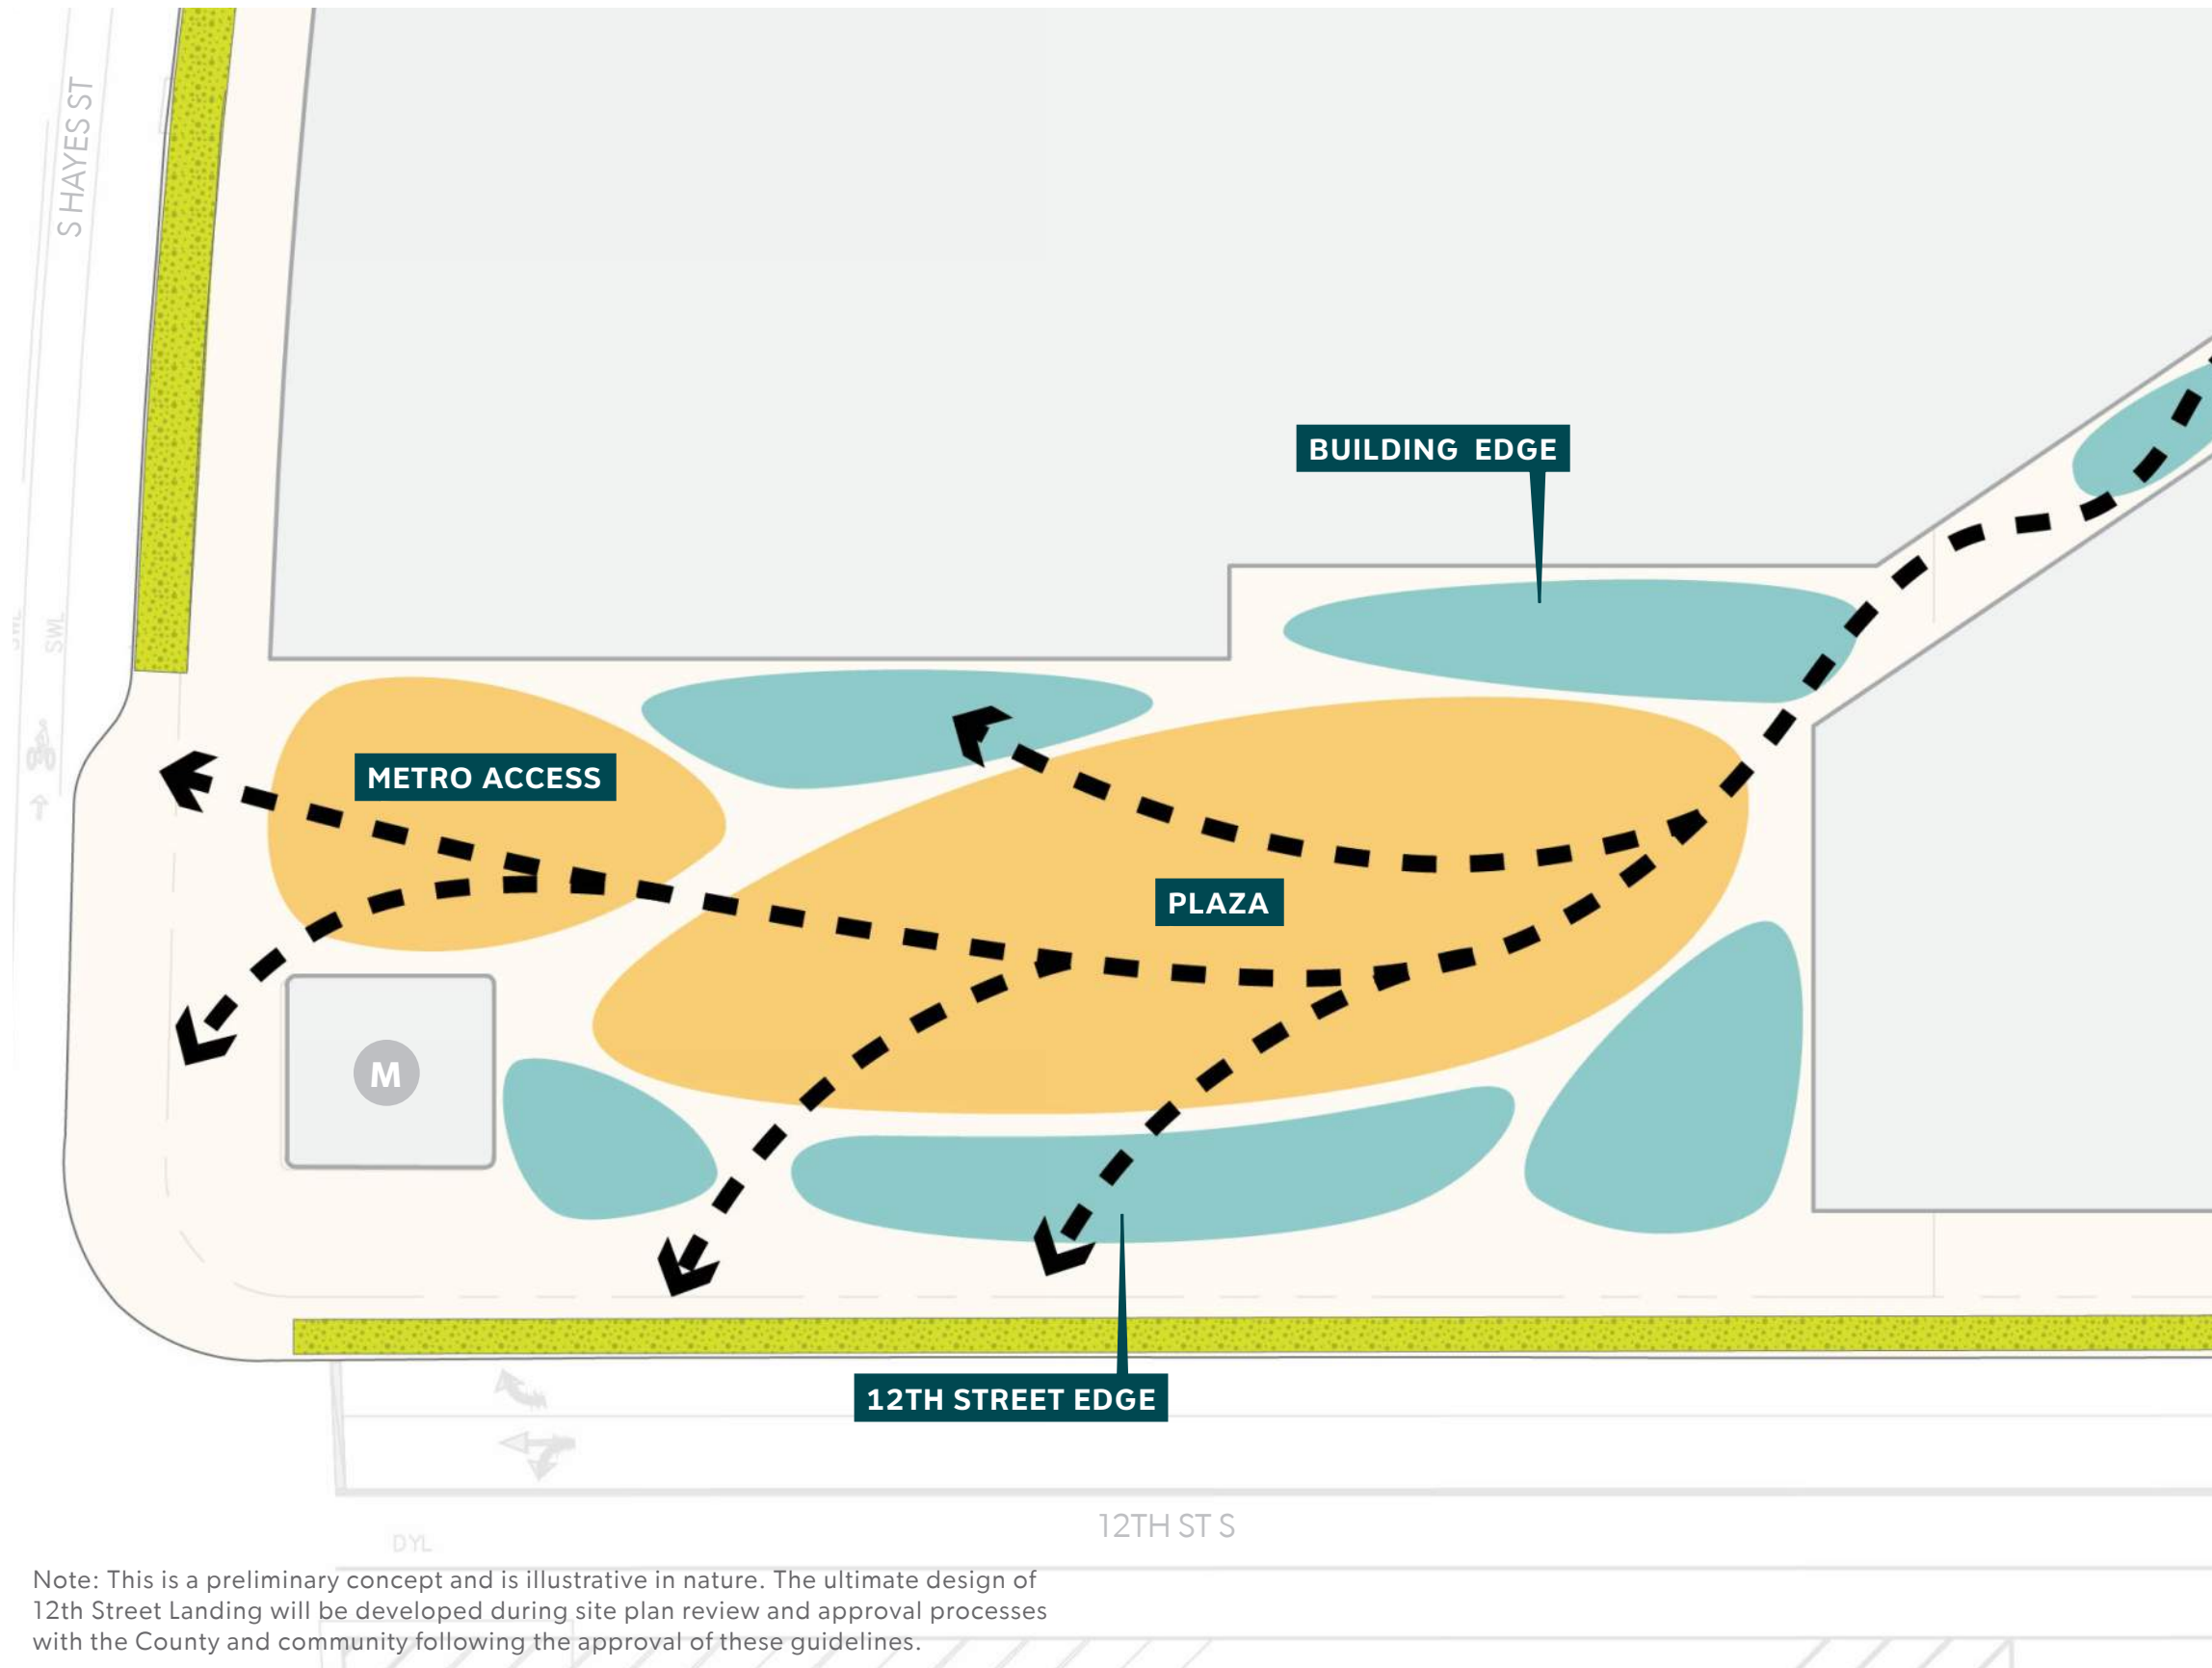 S HAYES ST
BUILDING EDGE
SWL
METRO ACCESS
PLAZA
M
12TH STREET EDGE
12TH ST S
DYL
Note: This is a preliminary concept and is illustrative in nature. The ultimate design of
12th Street Landing will be developed during site plan review and approval processes
with the County and community following the approval of these guidelines.